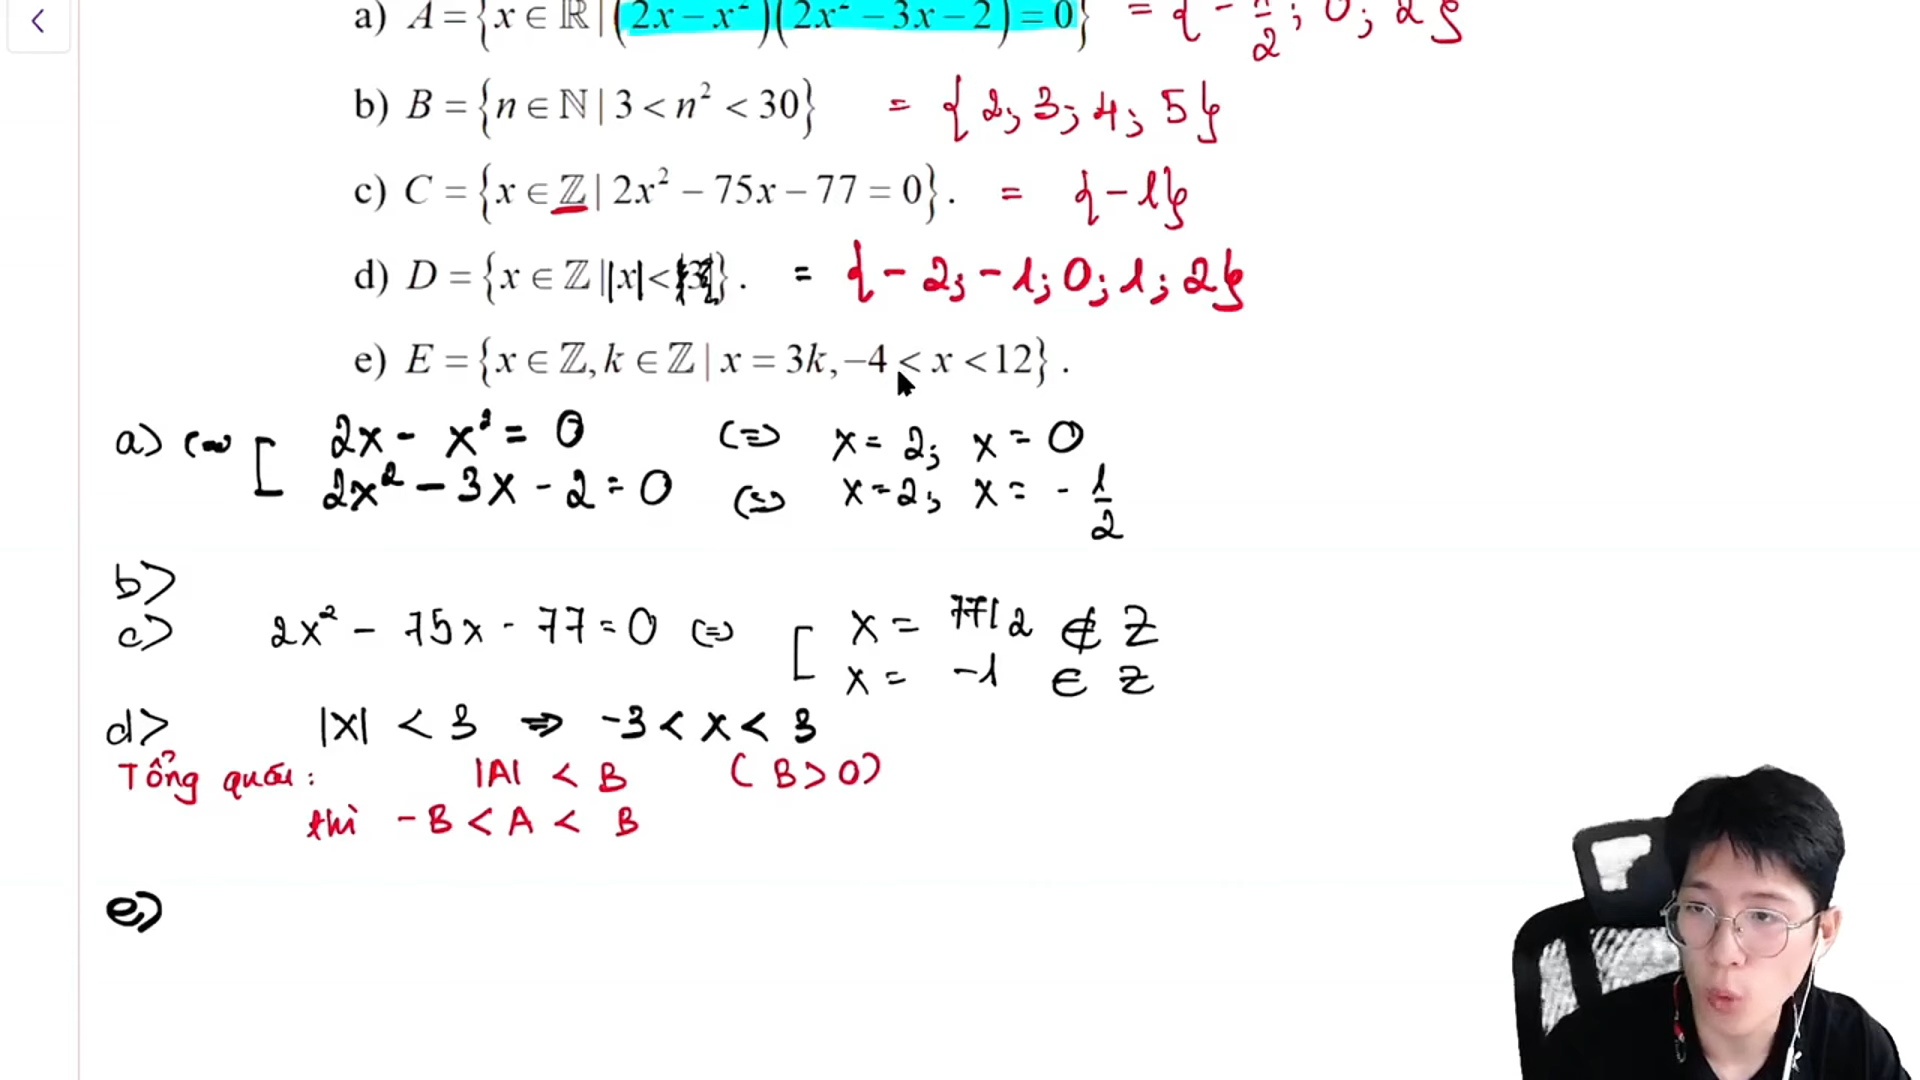 a) A = {x ∈ ℝ | (2x − x²)(2x² − 3x − 2) = 0} = {-1/2; 0; 2}
b) B = {n ∈ ℕ | 3 < n² < 30} = {2; 3; 4; 5}
c) C = {x ∈ ℤ | 2x² − 75x − 77 = 0}. = {-1}
d) D = {x ∈ ℤ | |x| < 3}. = {-2; -1; 0; 1; 2}
e) E = {x ∈ ℤ, k ∈ ℤ | x = 3k, −4 < x < 12}.
a) (=> [ 2x - x² = 0 (=) x = 2; x = 0
2x² - 3x - 2 = 0 (=) x = 2; x = -1/2
b)
c) 2x² - 75x - 77 = 0 (=) [ x = 77/2 ∉ Z
x = -1 ∈ Z
d) |x| < 3 => -3 < x < 3
Tổng quát: |A| < B (B > 0)
thì -B < A < B
e)